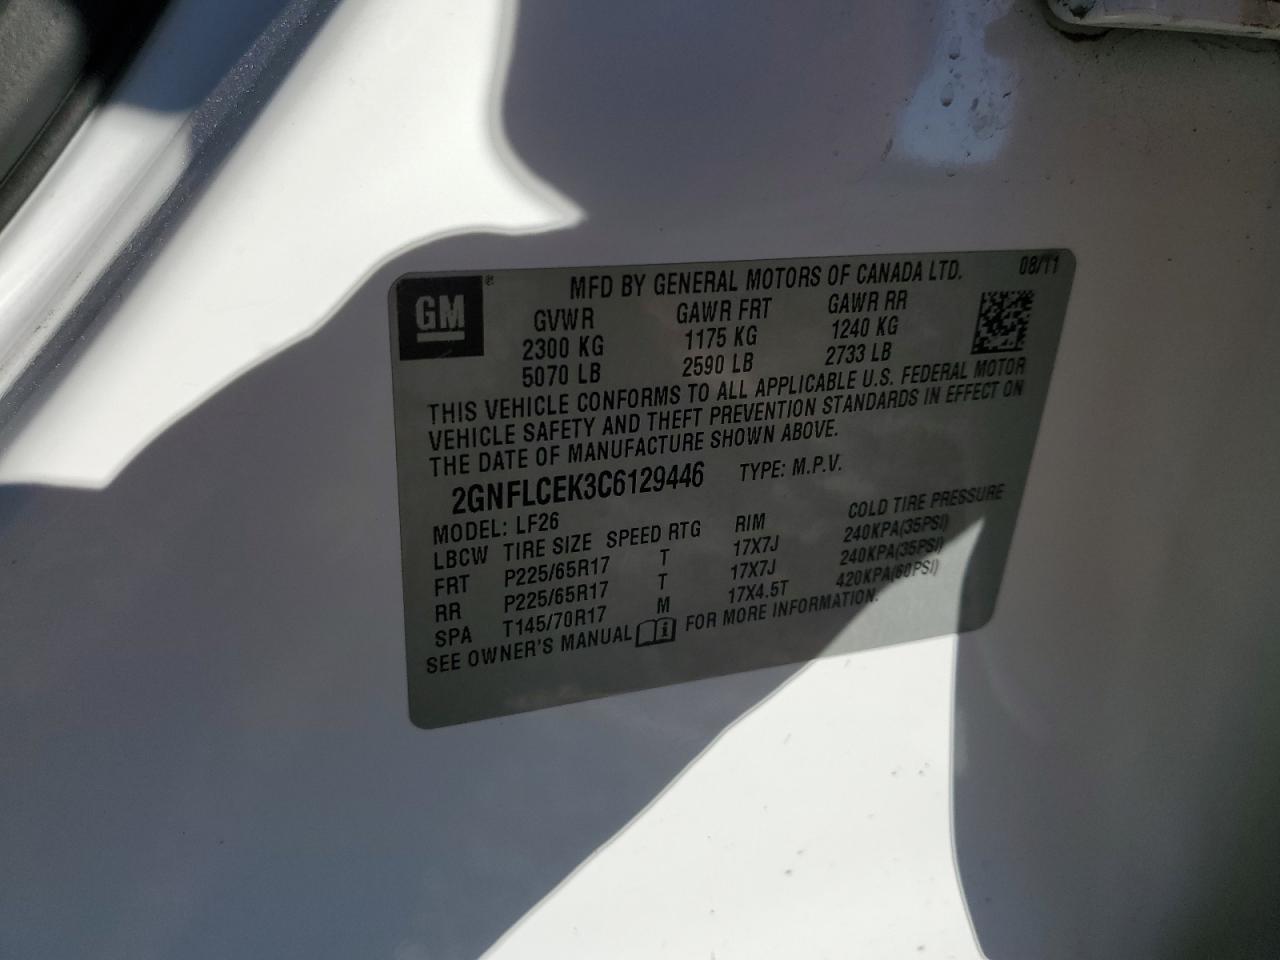 GM®
MFD BY GENERAL MOTORS OF CANADA LTD. 08/11
GVWR GAWR FRT GAWR RR
2300 KG 1175 KG 1240 KG
5070 LB 2590 LB 2733 LB
THIS VEHICLE CONFORMS TO ALL APPLICABLE U.S. FEDERAL MOTOR
VEHICLE SAFETY AND THEFT PREVENTION STANDARDS IN EFFECT ON
THE DATE OF MANUFACTURE SHOWN ABOVE.
2GNFLCEK3C6129446 TYPE: M.P.V.
MODEL: LF26
LBCW TIRE SIZE SPEED RTG RIM COLD TIRE PRESSURE
FRT P225/65R17 T 17X7J 240KPA(35PSI)
RR P225/65R17 T 17X7J 240KPA(35PSI)
SPA T145/70R17 M 17X4.5T 420KPA(60PSI)
SEE OWNER'S MANUAL i FOR MORE INFORMATION.